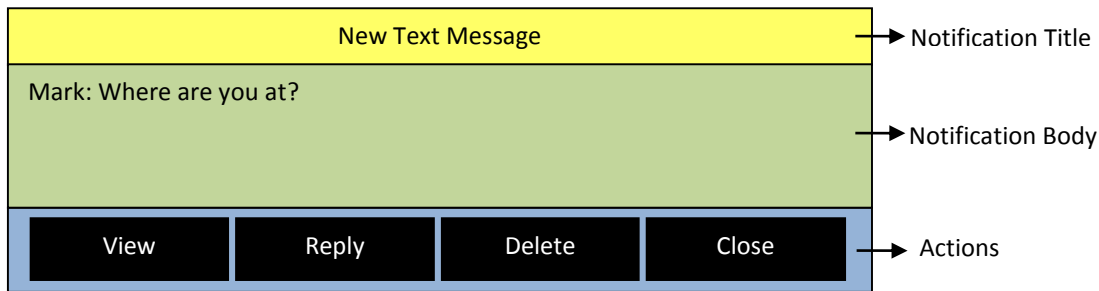 New Text Message
Notification Title
Mark: Where are you at?
Notification Body
View Reply Delete Close
Actions